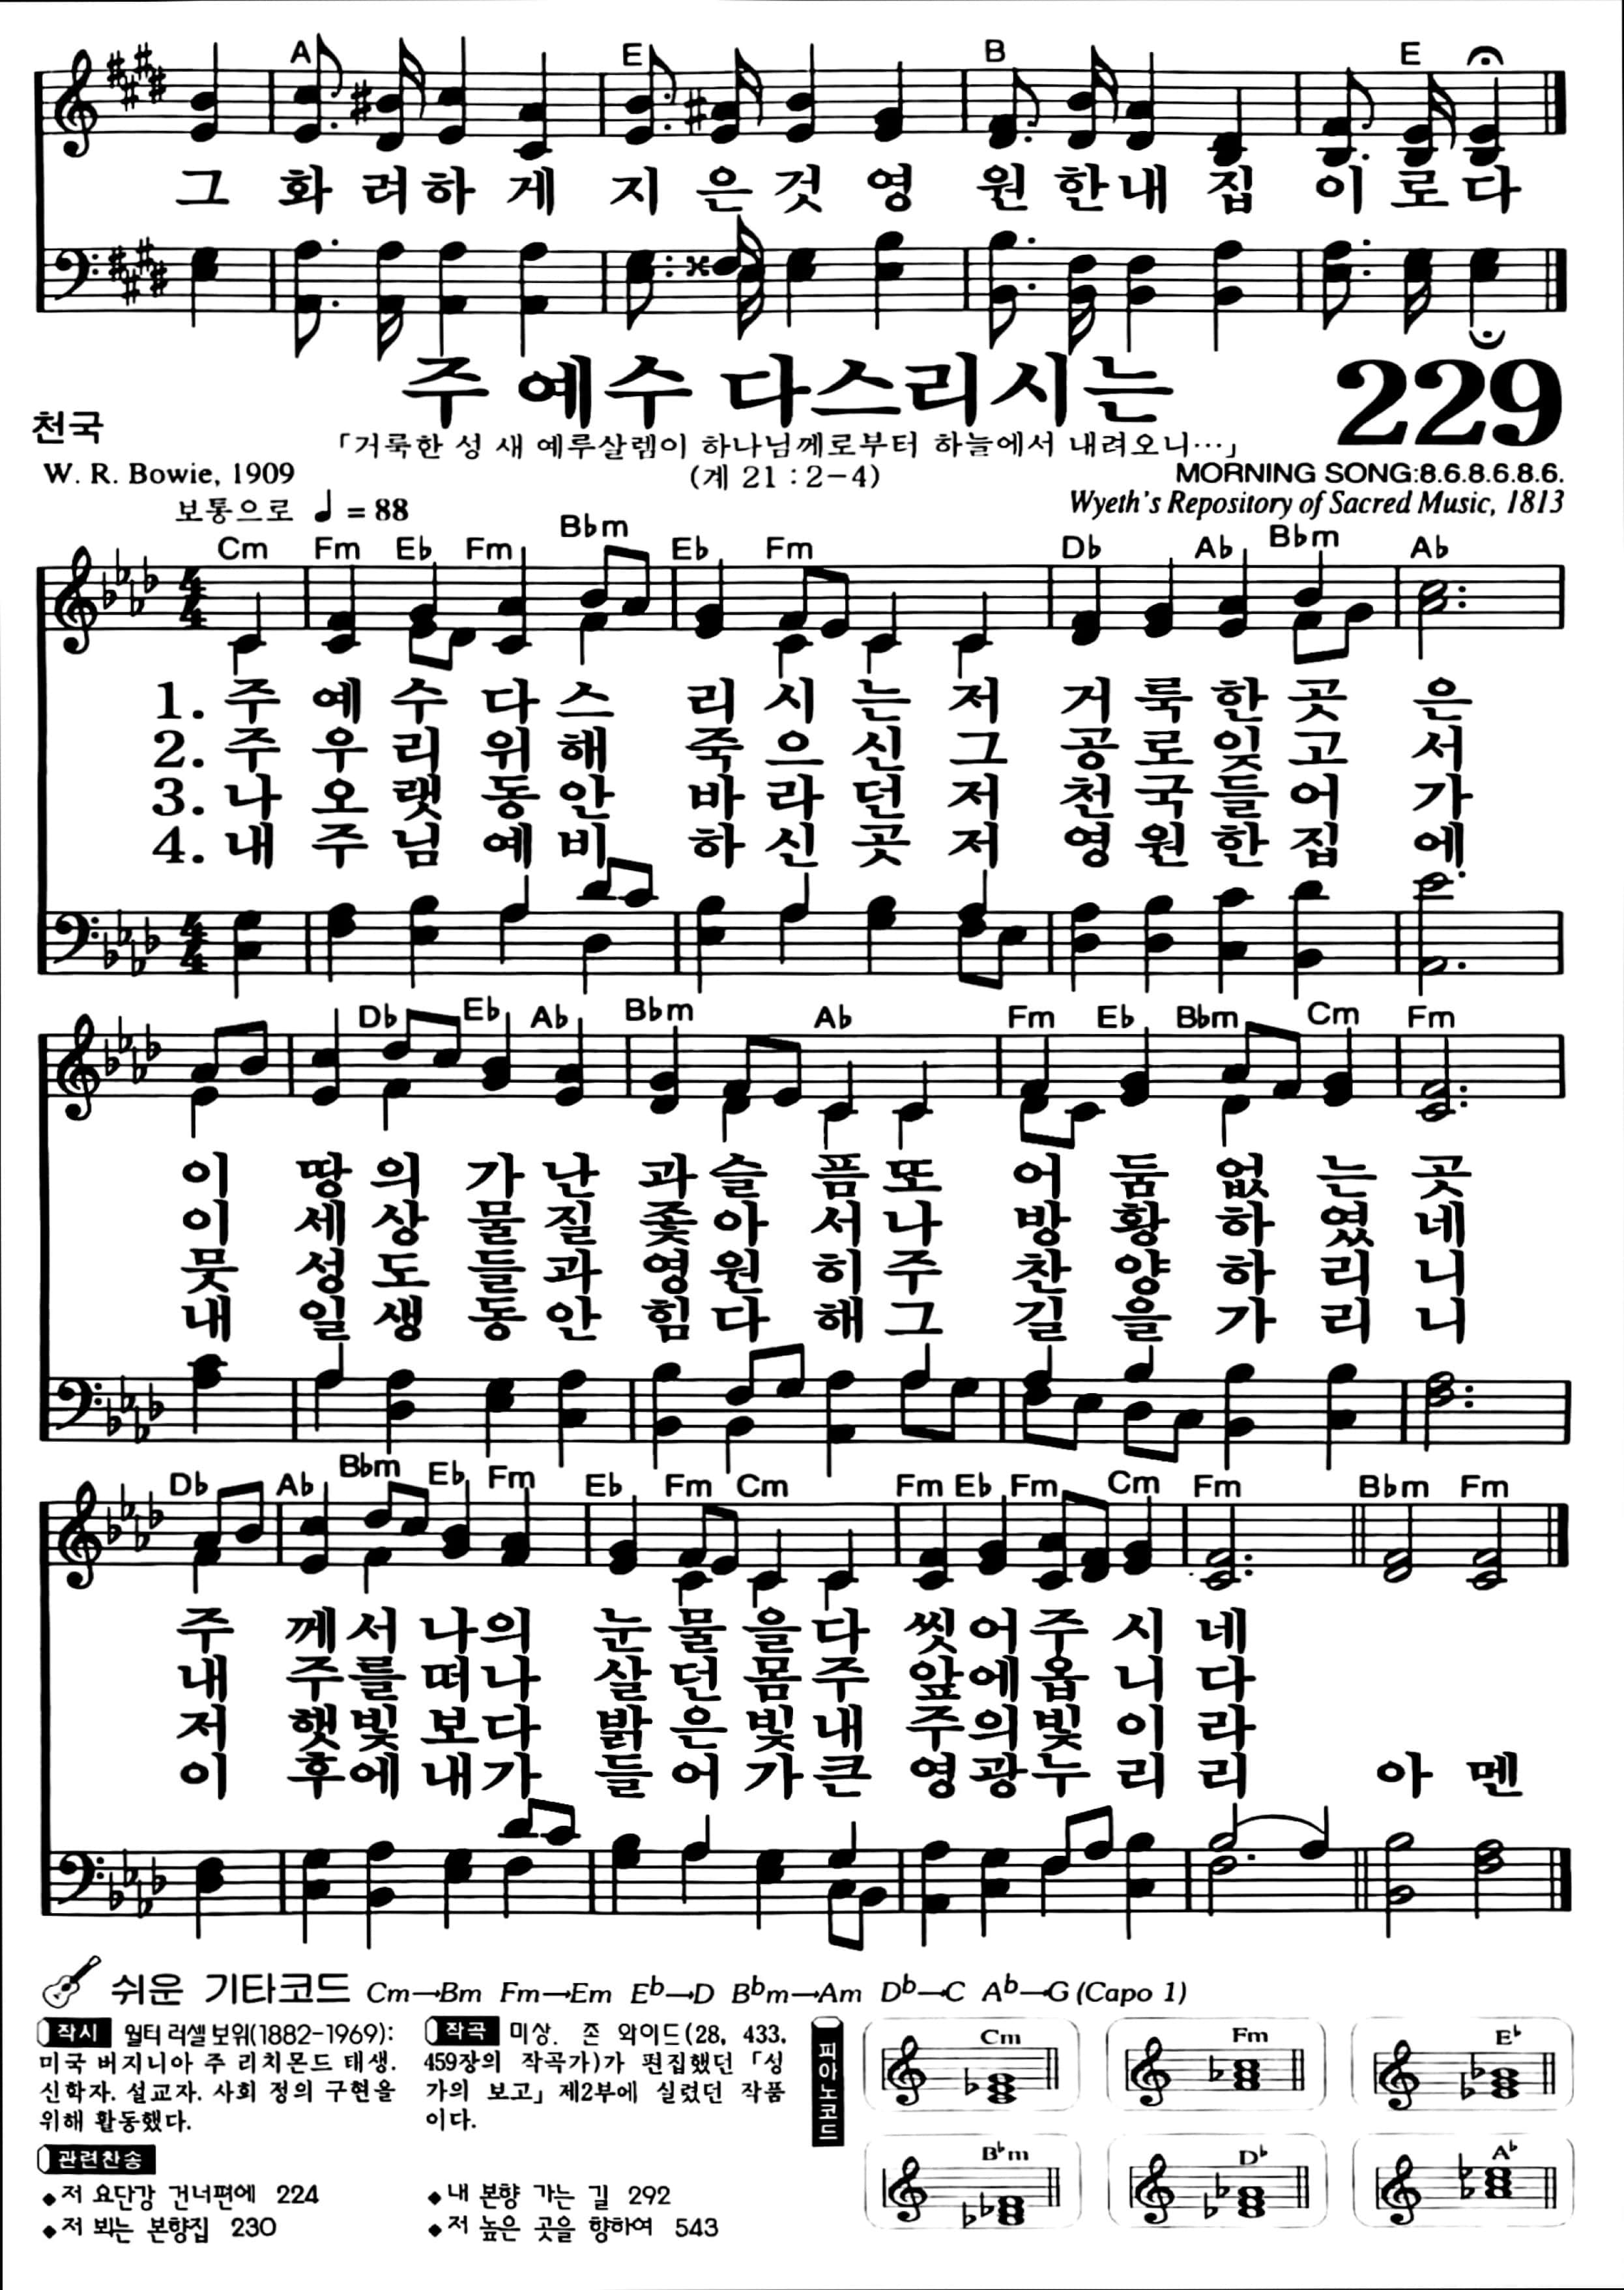 A E B E
그 화 려 하 게 지 은 것 영 원 한 내 집 이 로 다
주 예수 다스리시는 229
천국
「거룩한 성 새 예루살렘이 하나님께로부터 하늘에서 내려오니…」
W. R. Bowie, 1909 (계 21 : 2-4) MORNING SONG:8.6.8.6.8.6.
보통으로 ♩ = 88 Wyeth's Repository of Sacred Music, 1813
Cm Fm E♭ Fm B♭m E♭ Fm D♭ A♭ B♭m A♭
4/4
1. 주 예 수 다 스 리 시 는 저 거 룩 한 곳 은
2. 주 우 리 위 해 죽 으 신 그 공 로 잊 고 서
3. 나 오 랫 동 안 바 라 던 저 천 국 들 어 가
4. 내 주 님 예 비 하 신 곳 저 영 원 한 집 에
4/4
D♭ E♭ A♭ B♭m A♭ Fm E♭ B♭m Cm Fm
이 땅 의 가 난 과 슬 픔 또 어 둠 없 는 곳
이 세 상 물 질 좇 아 서 나 방 황 하 였 네
뭇 성 도 들 과 영 원 히 주 찬 양 하 리 니
내 일 생 동 안 힘 다 해 그 길 을 가 리 니
D♭ A♭ B♭m E♭ Fm E♭ Fm Cm Fm E♭ Fm Cm Fm B♭m Fm
주 께 서 나 의 눈 물 을 다 씻 어 주 시 네
내 주 를 떠 나 살 던 몸 주 앞 에 옵 니 다
저 햇 빛 보 다 밝 은 빛 내 주 의 빛 이 라
이 후 에 내 가 들 어 가 큰 영 광 누 리 리 아 멘
쉬운 기타코드 Cm→Bm Fm→Em E♭→D B♭m→Am D♭→C A♭→G (Capo 1)
작시 월터 러셀 보위(1882-1969):
미국 버지니아 주 리치몬드 태생.
신학자. 설교자. 사회 정의 구현을
위해 활동했다.
작곡 미상. 존 와이드(28, 433,
459장의 작곡가)가 편집했던 「성
가의 보고」 제2부에 실렸던 작품
이다.
관련찬송
◆저 요단강 건너편에 224
◆저 뵈는 본향집 230
◆내 본향 가는 길 292
◆저 높은 곳을 향하여 543
피아노코드
Cm Fm E♭
B♭m D♭ A♭